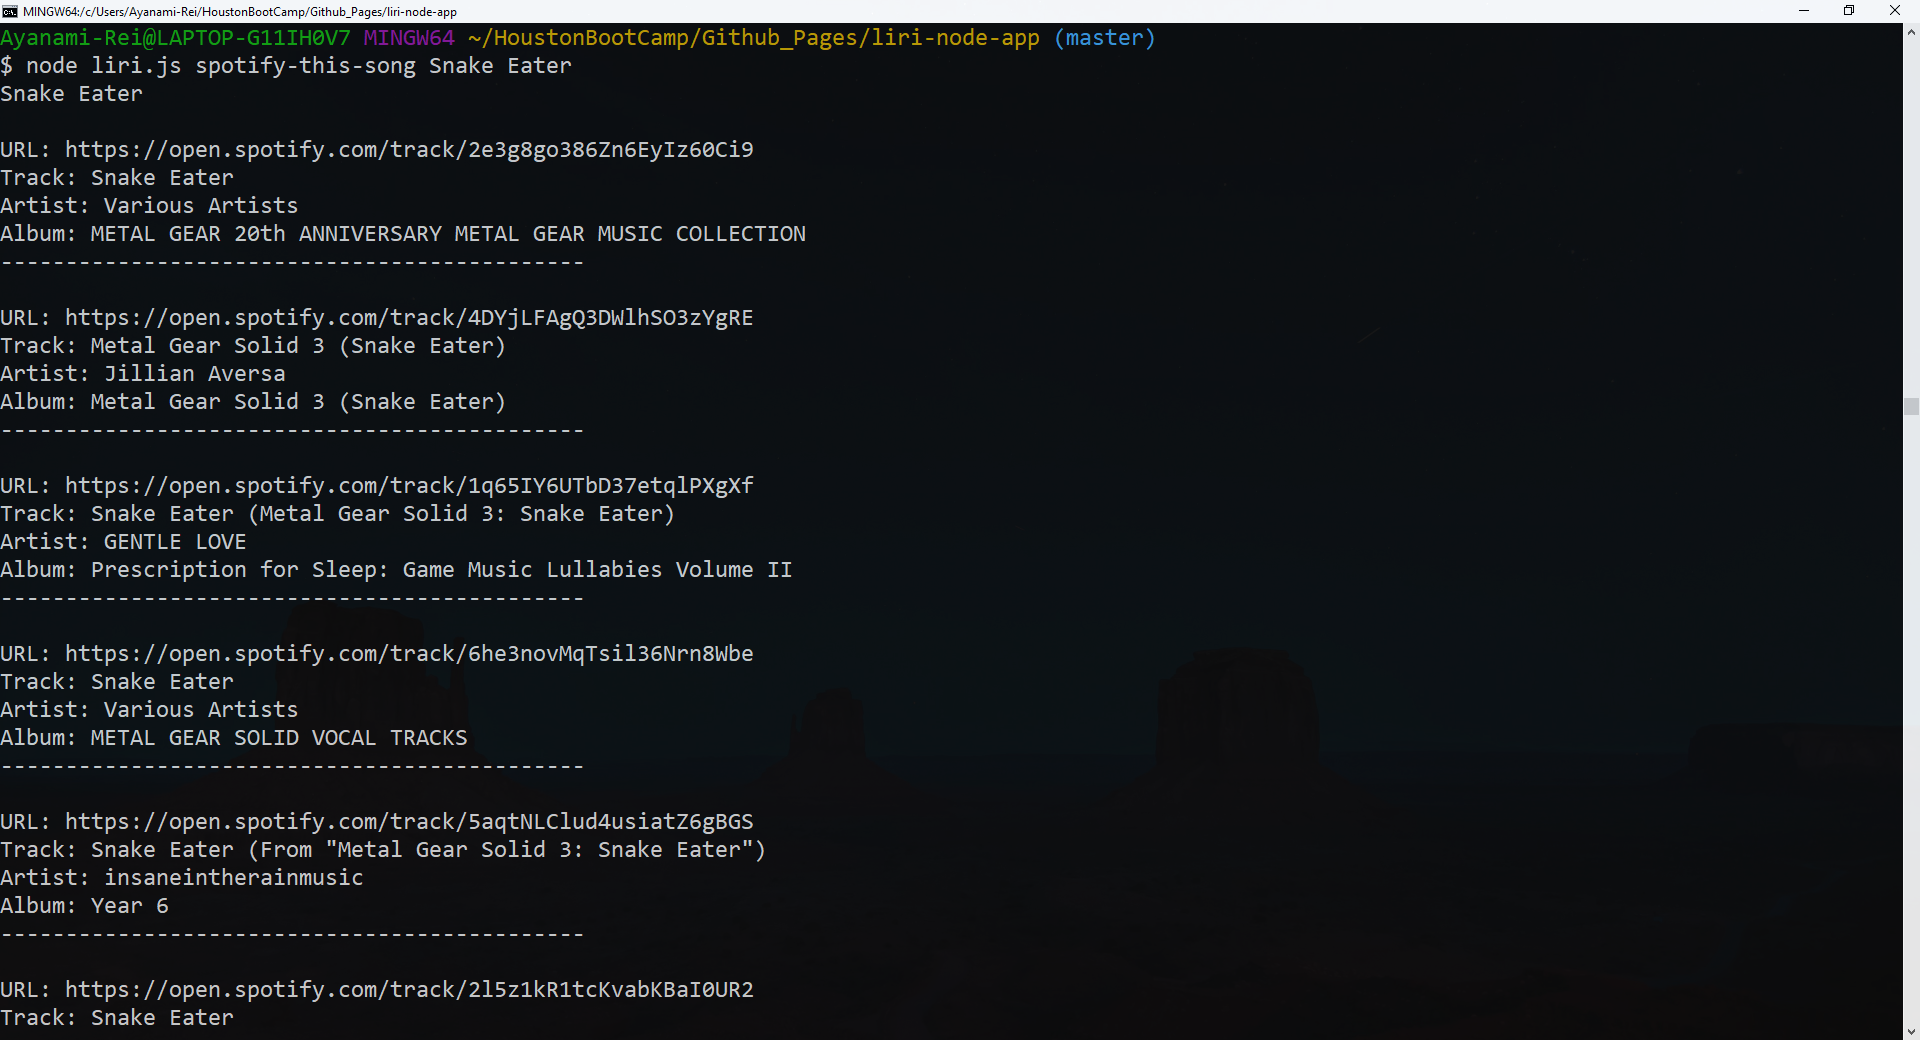 MINGW64:/c/Users/Ayanami-Rei/HoustonBootCamp/Github_Pages/liri-node-app
Ayanami-Rei@LAPTOP-G11IH0V7 MINGW64 ~/HoustonBootCamp/Github_Pages/liri-node-app (master)
$ node liri.js spotify-this-song Snake Eater
Snake Eater

URL: https://open.spotify.com/track/2e3g8go386Zn6EyIz60Ci9
Track: Snake Eater
Artist: Various Artists
Album: METAL GEAR 20th ANNIVERSARY METAL GEAR MUSIC COLLECTION
---------------------------------------------

URL: https://open.spotify.com/track/4DYjLFAgQ3DWlhSO3zYgRE
Track: Metal Gear Solid 3 (Snake Eater)
Artist: Jillian Aversa
Album: Metal Gear Solid 3 (Snake Eater)
---------------------------------------------

URL: https://open.spotify.com/track/1q65IY6UTbD37etqlPXgXf
Track: Snake Eater (Metal Gear Solid 3: Snake Eater)
Artist: GENTLE LOVE
Album: Prescription for Sleep: Game Music Lullabies Volume II
---------------------------------------------

URL: https://open.spotify.com/track/6he3novMqTsil36Nrn8Wbe
Track: Snake Eater
Artist: Various Artists
Album: METAL GEAR SOLID VOCAL TRACKS
---------------------------------------------

URL: https://open.spotify.com/track/5aqtNLClud4usiatZ6gBGS
Track: Snake Eater (From "Metal Gear Solid 3: Snake Eater")
Artist: insaneintherainmusic
Album: Year 6
---------------------------------------------

URL: https://open.spotify.com/track/2l5z1kR1tcKvabKBaI0UR2
Track: Snake Eater